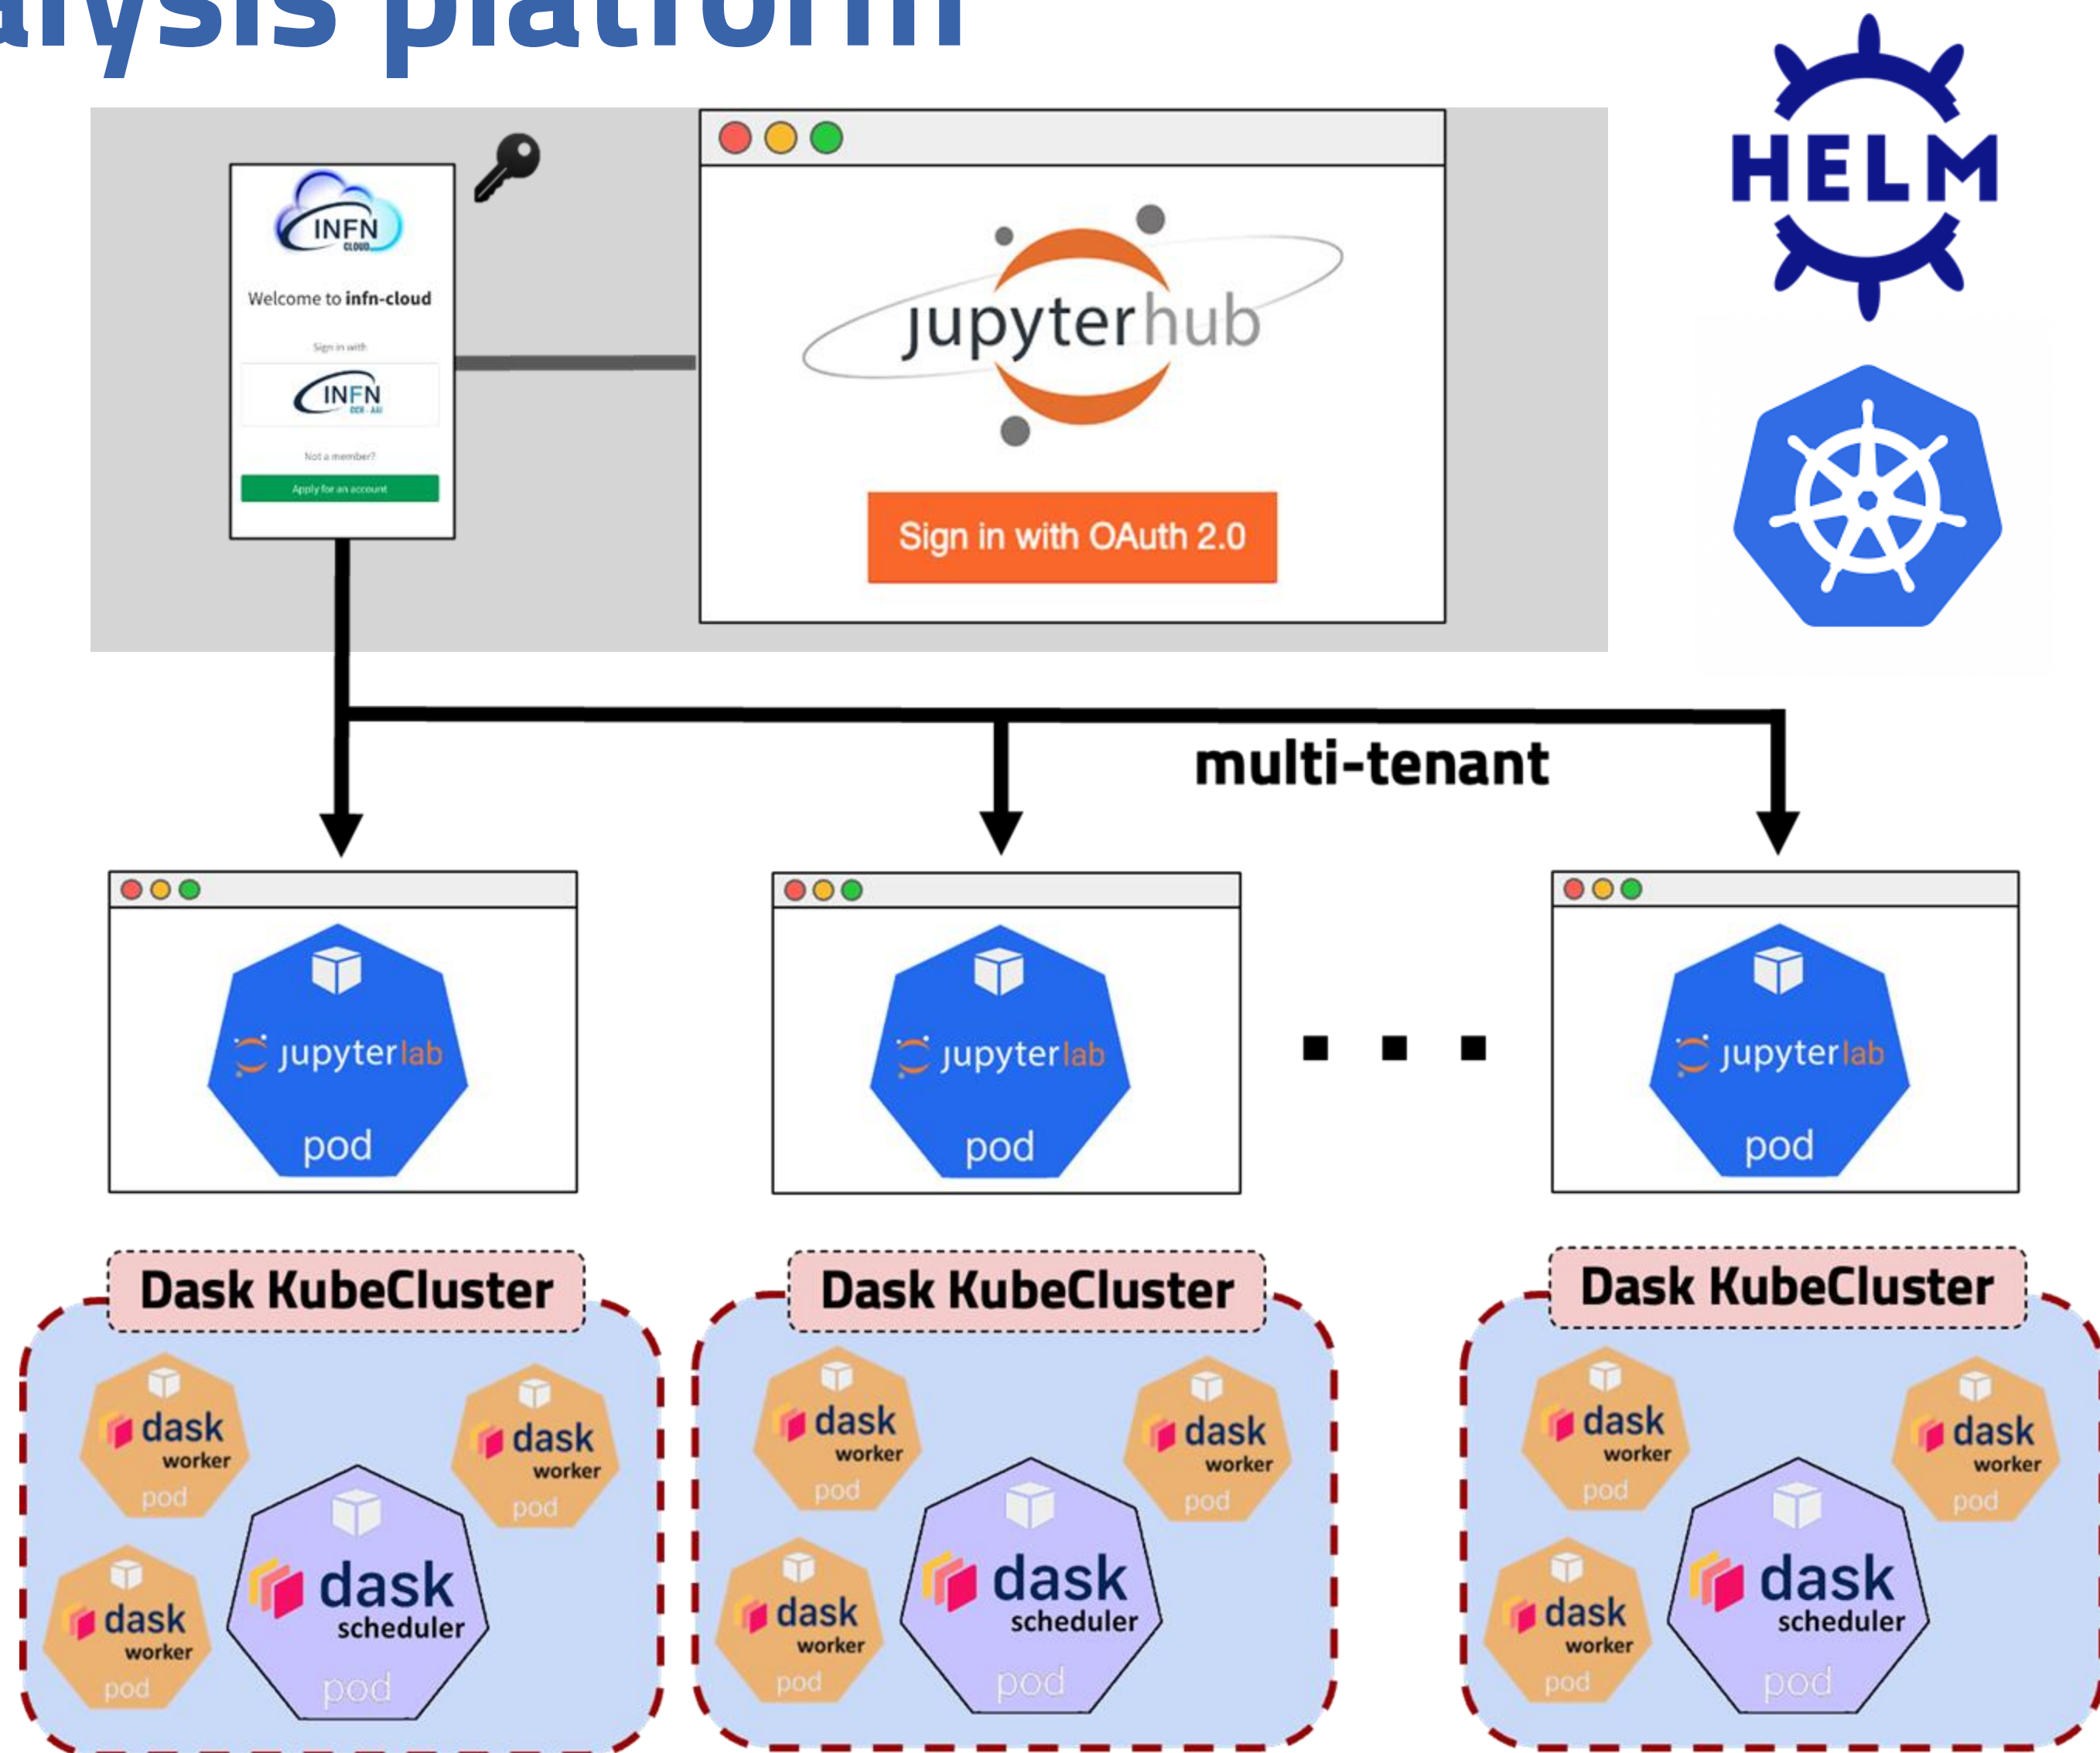 alysis platform
INFN
CLOUD
Welcome to infn-cloud
Sign in with
INFN
CCR - AAI
Not a member?
Apply for an account
jupyterhub
Sign in with OAuth 2.0
HELM
multi-tenant
jupyterlab
pod
jupyterlab
pod
jupyterlab
pod
Dask KubeCluster
dask
worker
pod
dask
worker
pod
dask
worker
pod
dask
scheduler
pod
Dask KubeCluster
dask
worker
pod
dask
worker
pod
dask
worker
pod
dask
scheduler
pod
Dask KubeCluster
dask
worker
pod
dask
worker
pod
dask
worker
pod
dask
scheduler
pod